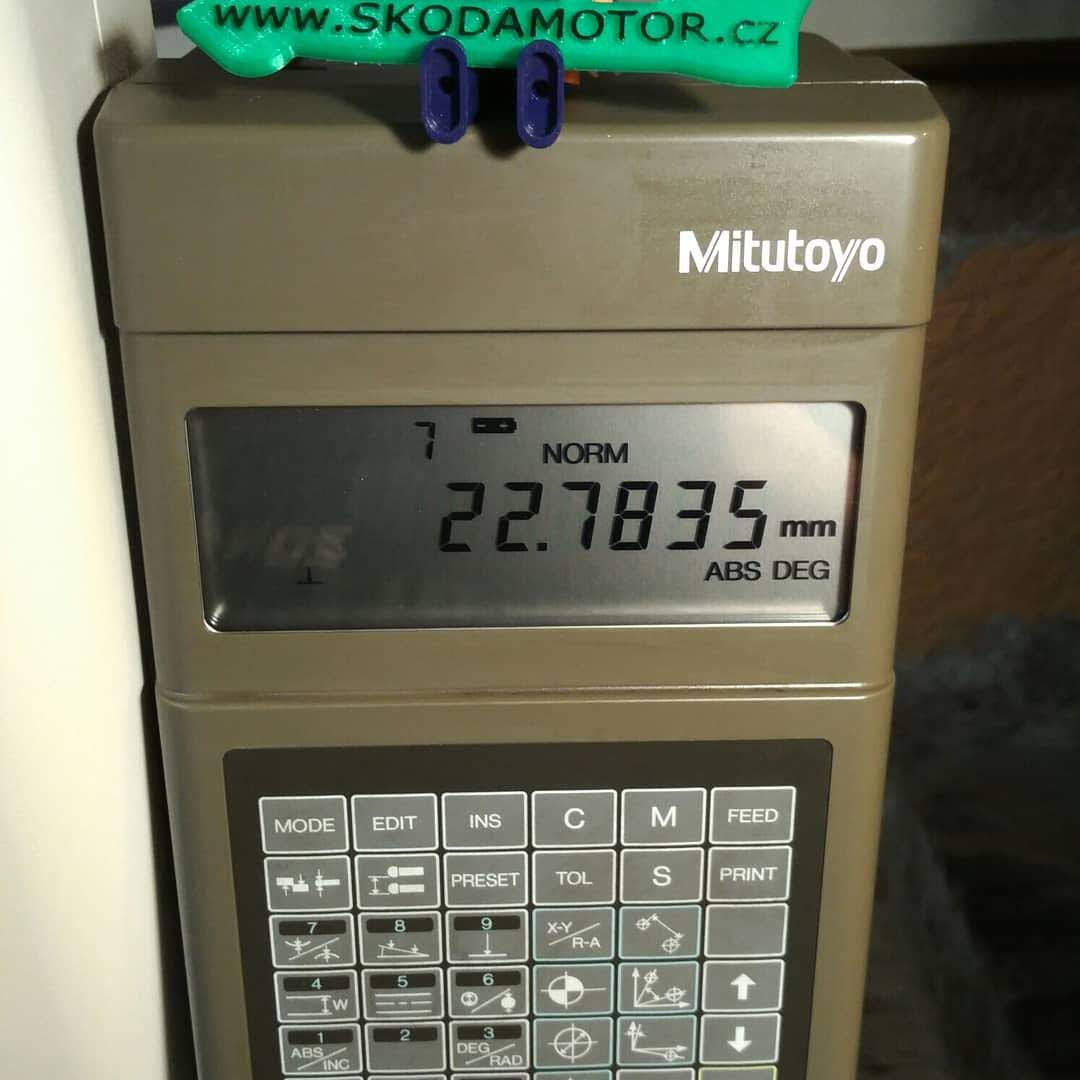 www.SKODAMOTOR.cz
Mitutoyo
7
NORM
22.7835 mm
ABS DEG
MODE EDIT INS C M FEED
PRESET TOL S PRINT
7 8 9 X-Y/R-A
4 W 5 6
1 ABS/INC 2 3 DEG/RAD